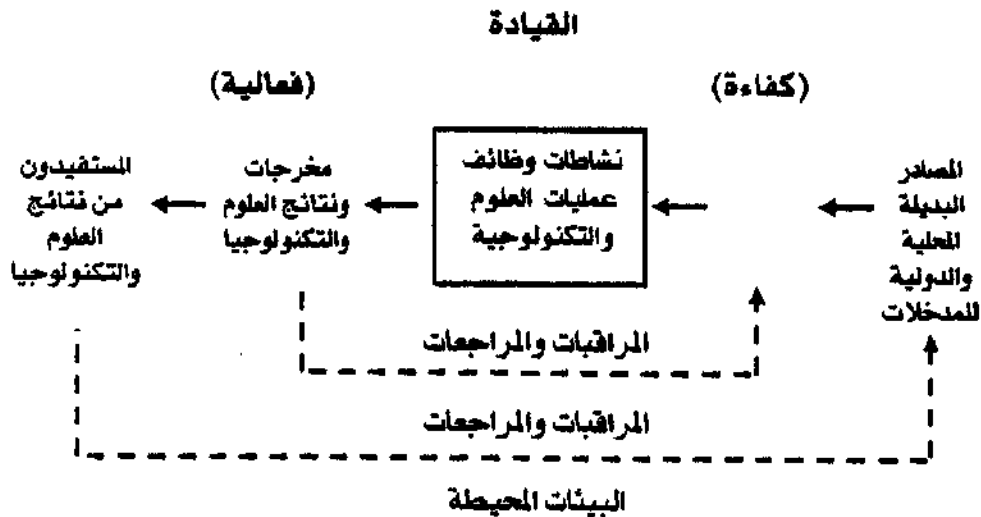 القيادة
(كفاءة)
(فعالية)
المصادر
البديلة
المحلية
والدولية
للمدخلات
نشاطات وظائف
عمليات العلوم
والتكنولوجية
مخرجات
ونتائج العلوم
والتكنولوجيا
المستفيدون
من نتائج
العلوم
والتكنولوجيا
المراقبات والمراجعات
المراقبات والمراجعات
البيئات المحيطة